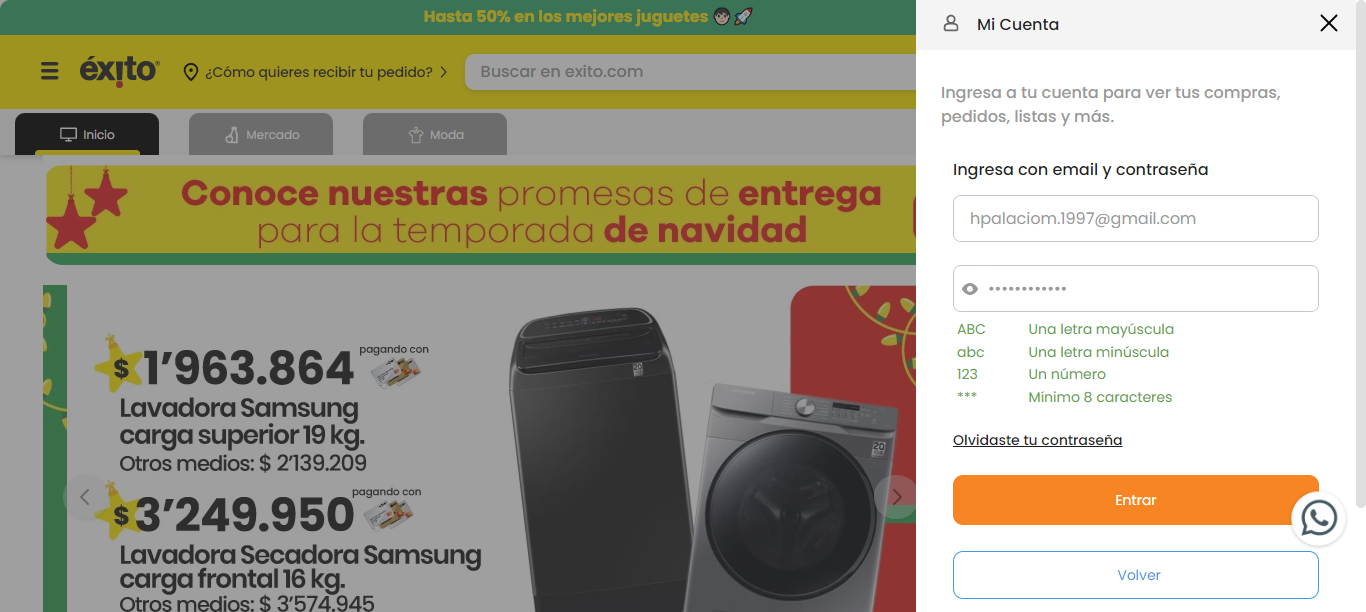 Hasta 50% en los mejores juguetes
éxito
¿Cómo quieres recibir tu pedido?
Buscar en exito.com
Inicio
Mercado
Moda
Conoce nuestras promesas de entrega
para la temporada de navidad
$ 1'963.864
pagando con
Lavadora Samsung
carga superior 19 kg.
Otros medios: $ 2'139.209
$ 3'249.950
pagando con
Lavadora Secadora Samsung
carga frontal 16 kg.
Otros medios: $ 3'574.945
20
20
Mi Cuenta
Ingresa a tu cuenta para ver tus compras,
pedidos, listas y más.
Ingresa con email y contraseña
hpalaciom.1997@gmail.com
••••••••••••
ABC Una letra mayúscula
abc Una letra minúscula
123 Un número
*** Mínimo 8 caracteres
Olvidaste tu contraseña
Entrar
Volver